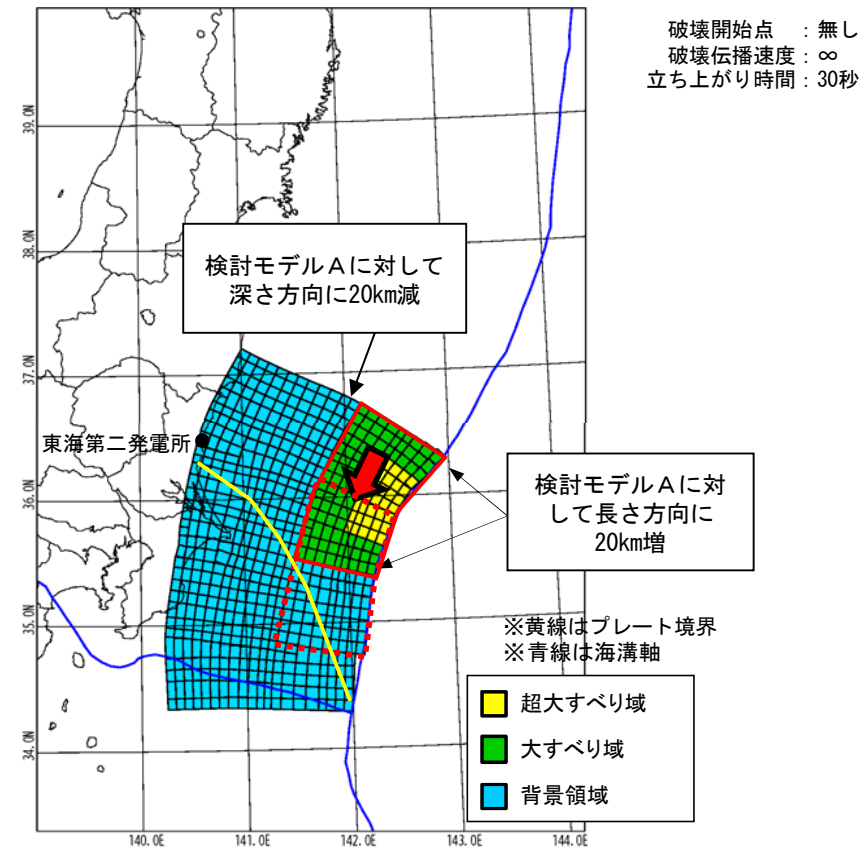 破壊開始点　：無し
破壊伝播速度：∞
立ち上がり時間：30秒
39.0N
38.0N
検討モデルAに対して
深さ方向に20km減
37.0N
東海第二発電所
36.0N
検討モデルAに対
して長さ方向に
20km増
35.0N
※黄線はプレート境界
※青線は海溝軸
超大すべり域
大すべり域
背景領域
34.0N
140.0E
141.0E
142.0E
143.0E
144.0E